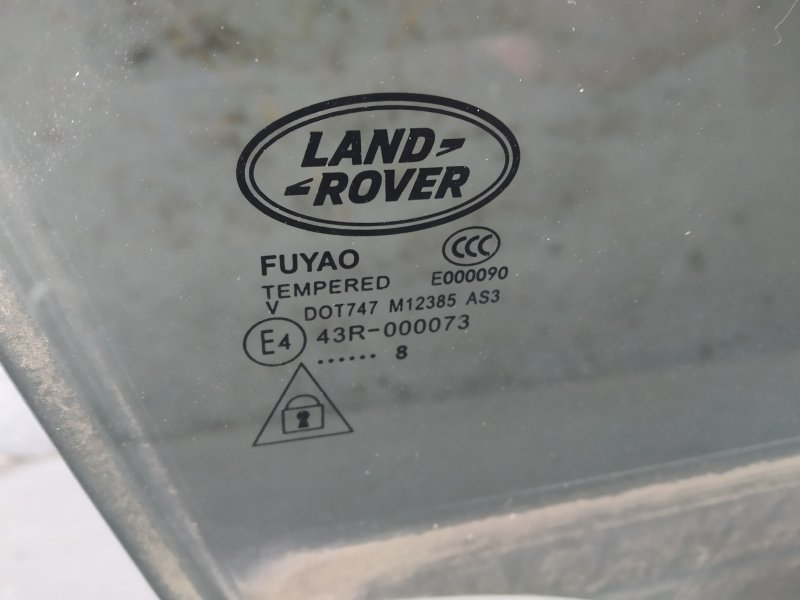 LAND
ROVER
FUYAO
CCC
TEMPERED
E000090
V
DOT747 M12385 AS3
E4
43R-000073
...... 8